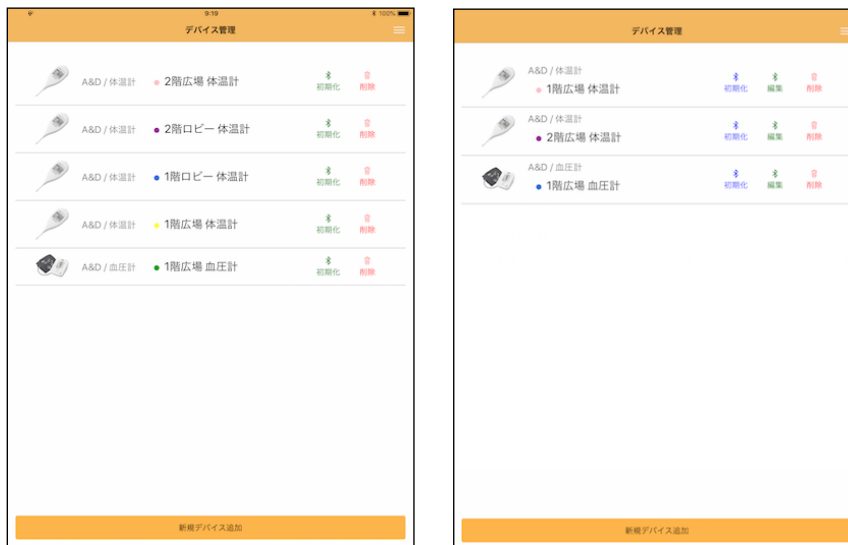 9:19
100%
デバイス管理
A&D / 体温計
2階広場 体温計
初期化
削除
A&D / 体温計
2階ロビー 体温計
初期化
削除
A&D / 体温計
1階ロビー 体温計
初期化
削除
A&D / 体温計
1階広場 体温計
初期化
削除
A&D / 血圧計
1階広場 血圧計
初期化
削除
新規デバイス追加
デバイス管理
A&D / 体温計
1階広場 体温計
初期化
編集
削除
A&D / 体温計
2階広場 体温計
初期化
編集
削除
A&D / 血圧計
1階広場 血圧計
初期化
編集
削除
新規デバイス追加